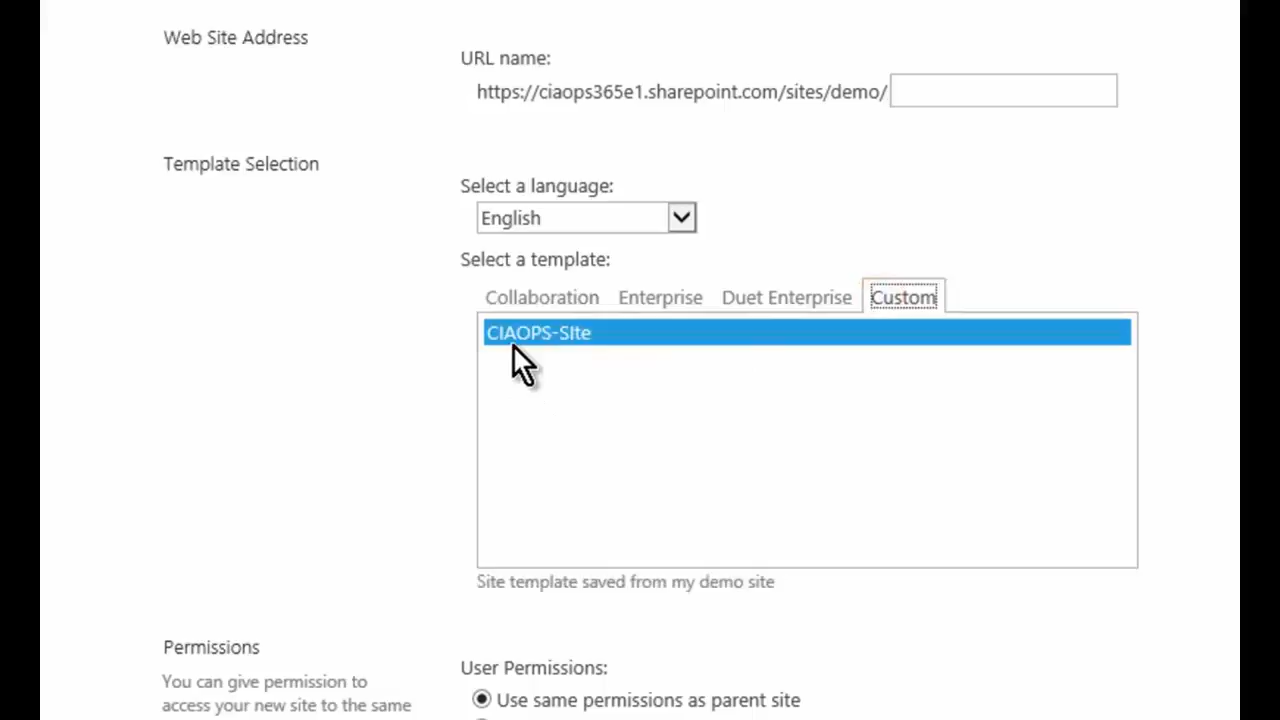 Web Site Address
URL name:
https://ciaops365e1.sharepoint.com/sites/demo/
Template Selection
Select a language:
English
Select a template:
Collaboration Enterprise Duet Enterprise Custom
CIAOPS-SIte
Site template saved from my demo site
Permissions
User Permissions:
You can give permission to
Use same permissions as parent site
access your new site to the same